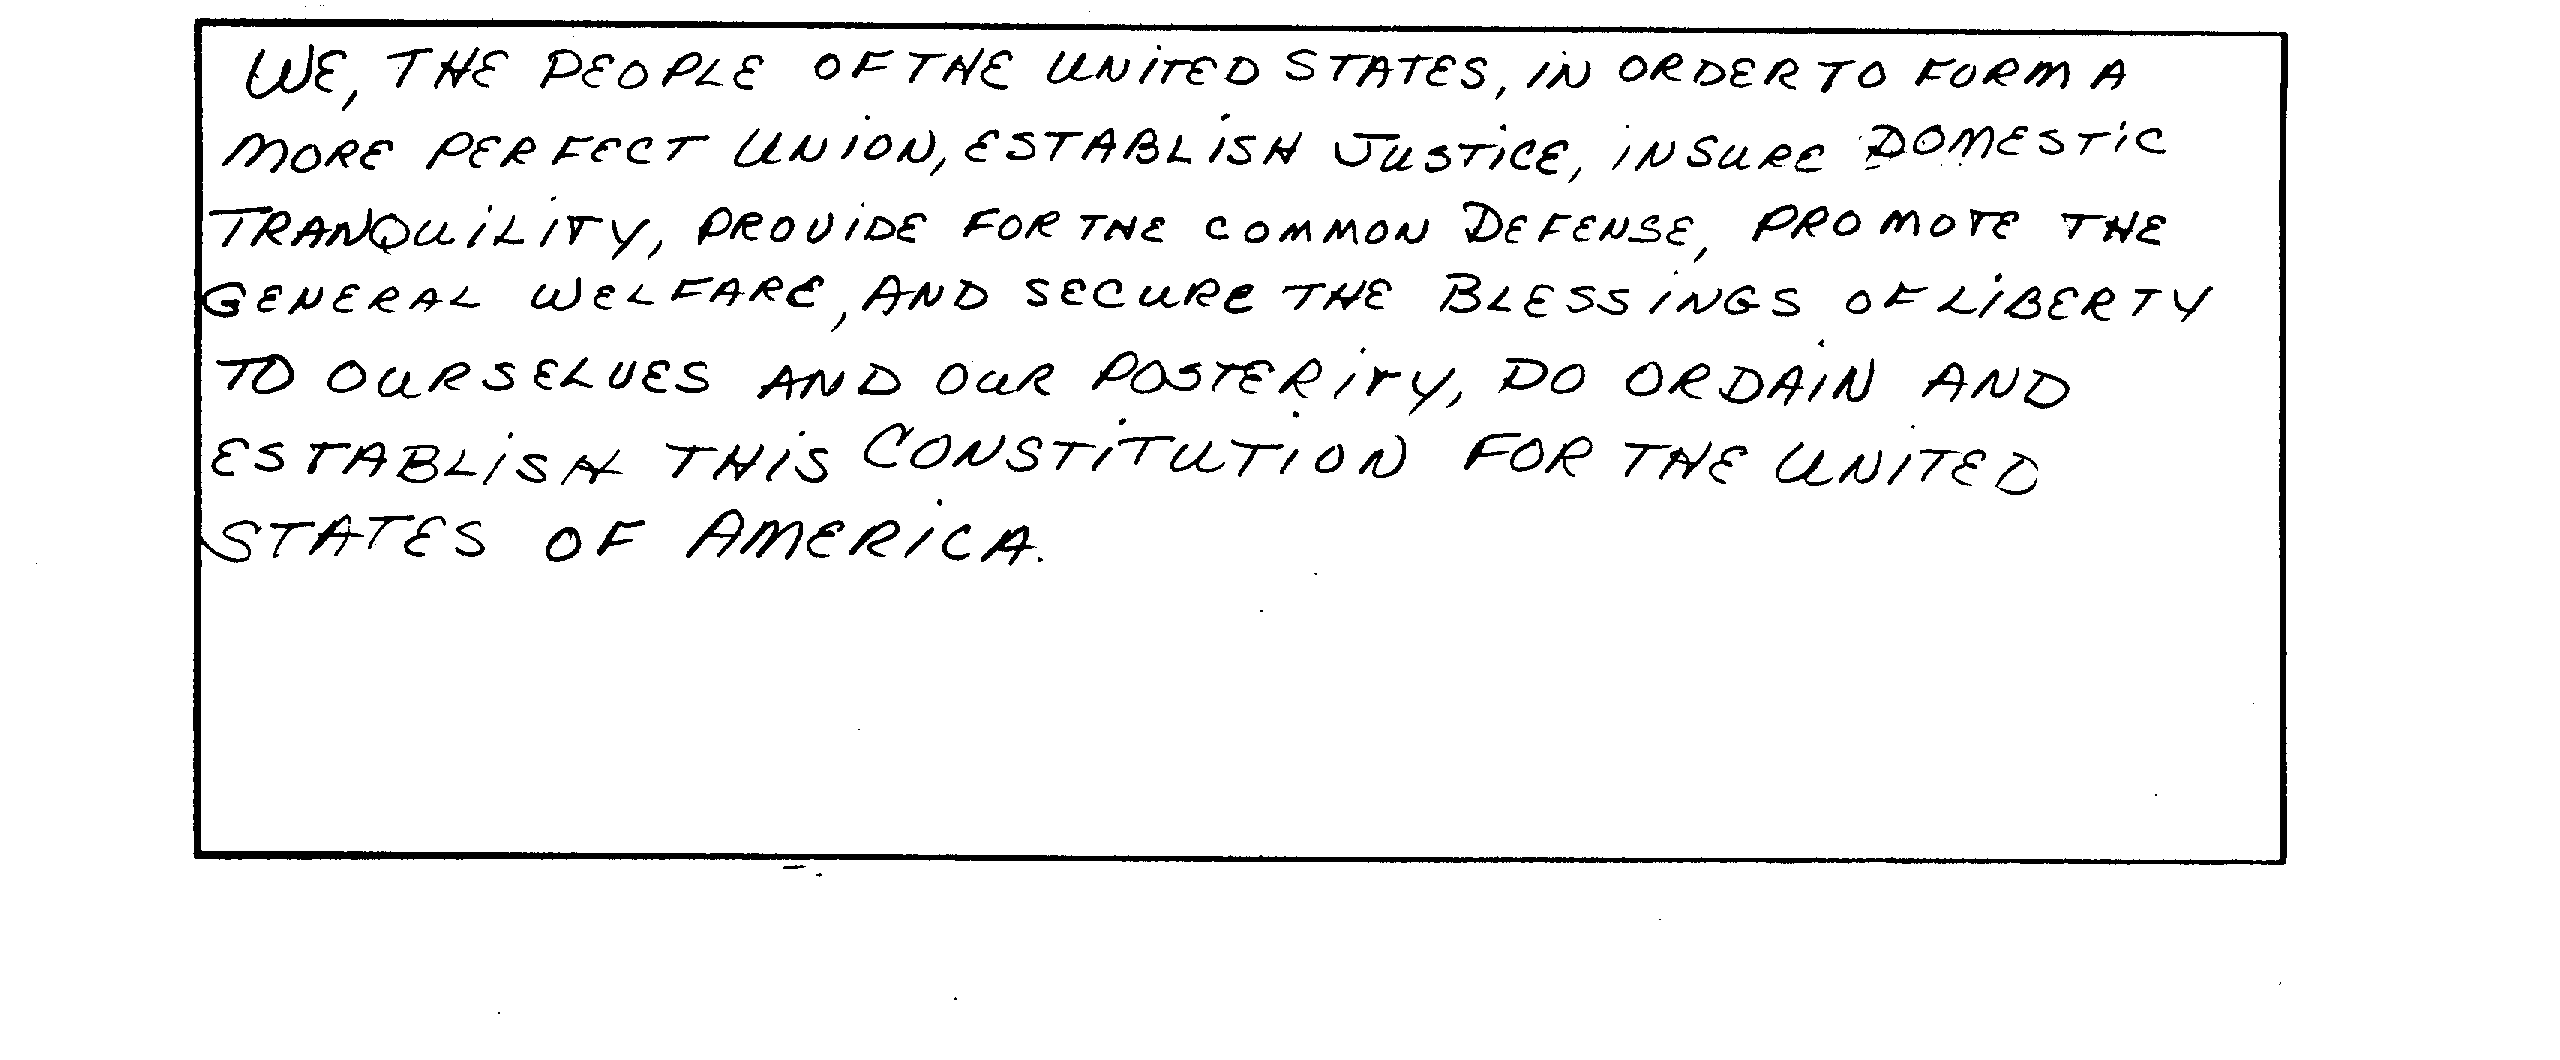 WE, THE PEOPLE OF THE UNITED STATES, IN ORDER TO FORM A
MORE PERFECT UNION, ESTABLISH JUSTICE, INSURE DOMESTIC
TRANQUILITY, PROVIDE FOR THE COMMON DEFENSE, PROMOTE THE
GENERAL WELFARE, AND SECURE THE BLESSINGS OF LIBERTY
TO OURSELVES AND OUR POSTERITY, DO ORDAIN AND
ESTABLISH THIS CONSTITUTION FOR THE UNITED
STATES OF AMERICA.